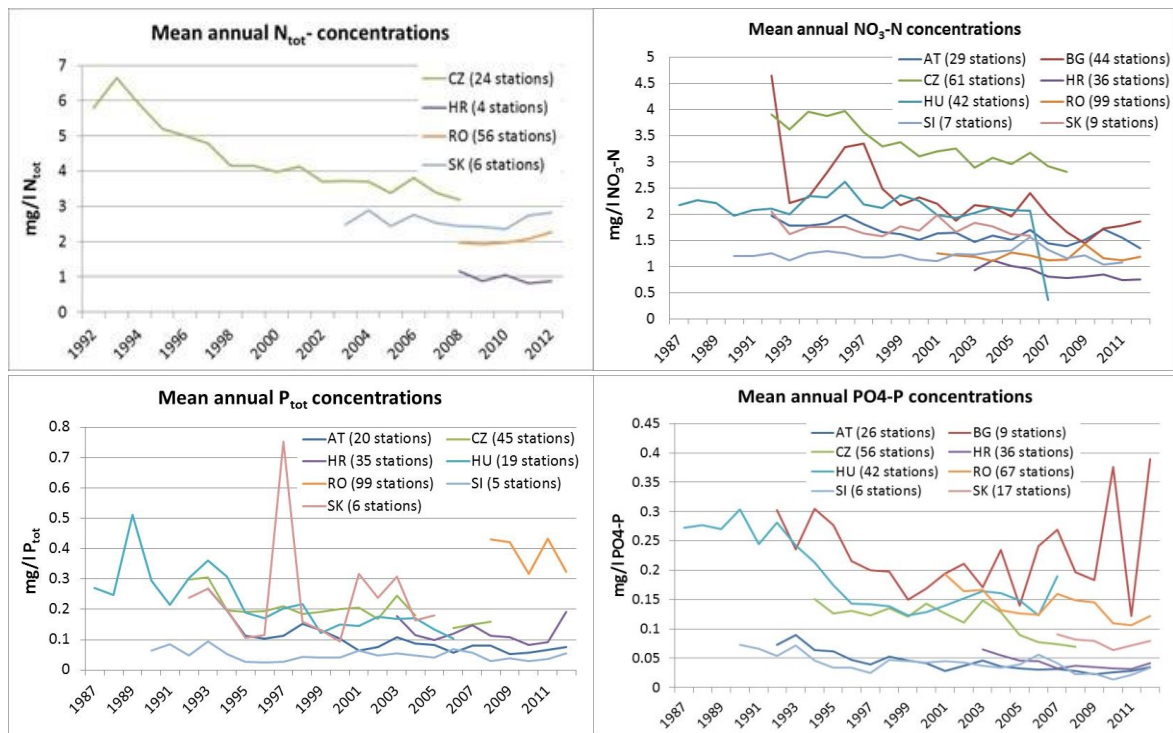 Mean annual Ntot- concentrations
mg/l Ntot
7
6
5
4
3
2
1
0
CZ (24 stations)
HR (4 stations)
RO (56 stations)
SK (6 stations)
1992
1994
1996
1998
2000
2002
2004
2006
2008
2010
2012
Mean annual NO3-N concentrations
mg/l NO3-N
5
4.5
4
3.5
3
2.5
2
1.5
1
0.5
0
AT (29 stations)
BG (44 stations)
CZ (61 stations)
HR (36 stations)
HU (42 stations)
RO (99 stations)
SI (7 stations)
SK (9 stations)
1987
1989
1991
1993
1995
1997
1999
2001
2003
2005
2007
2009
2011
Mean annual Ptot concentrations
mg/l Ptot
0.8
0.7
0.6
0.5
0.4
0.3
0.2
0.1
0
AT (20 stations)
CZ (45 stations)
HR (35 stations)
HU (19 stations)
RO (99 stations)
SI (5 stations)
SK (6 stations)
1987
1989
1991
1993
1995
1997
1999
2001
2003
2005
2007
2009
2011
Mean annual PO4-P concentrations
mg/l PO4-P
0.45
0.4
0.35
0.3
0.25
0.2
0.15
0.1
0.05
0
AT (26 stations)
BG (9 stations)
CZ (56 stations)
HR (36 stations)
HU (42 stations)
RO (67 stations)
SI (6 stations)
SK (17 stations)
1987
1989
1991
1993
1995
1997
1999
2001
2003
2005
2007
2009
2011